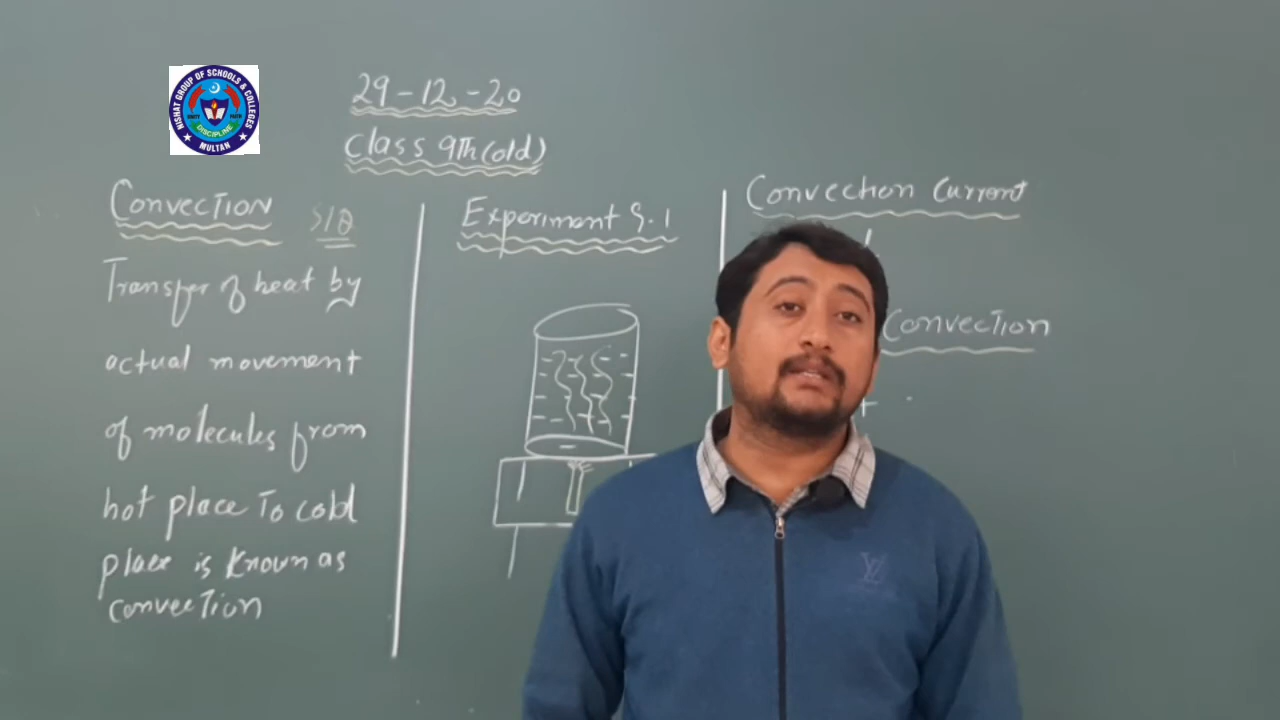 NISHAT GROUP OF SCHOOLS & COLLEGES
DISCIPLINE
MULTAN
29-12-20
Class 9Th (old)
CONVECTION S/Q
Transfer of heat by
actual movement
of molecules from
hot place To cold
place is known as
convection
Experiment 9.1
Convection Current
Convection
LV